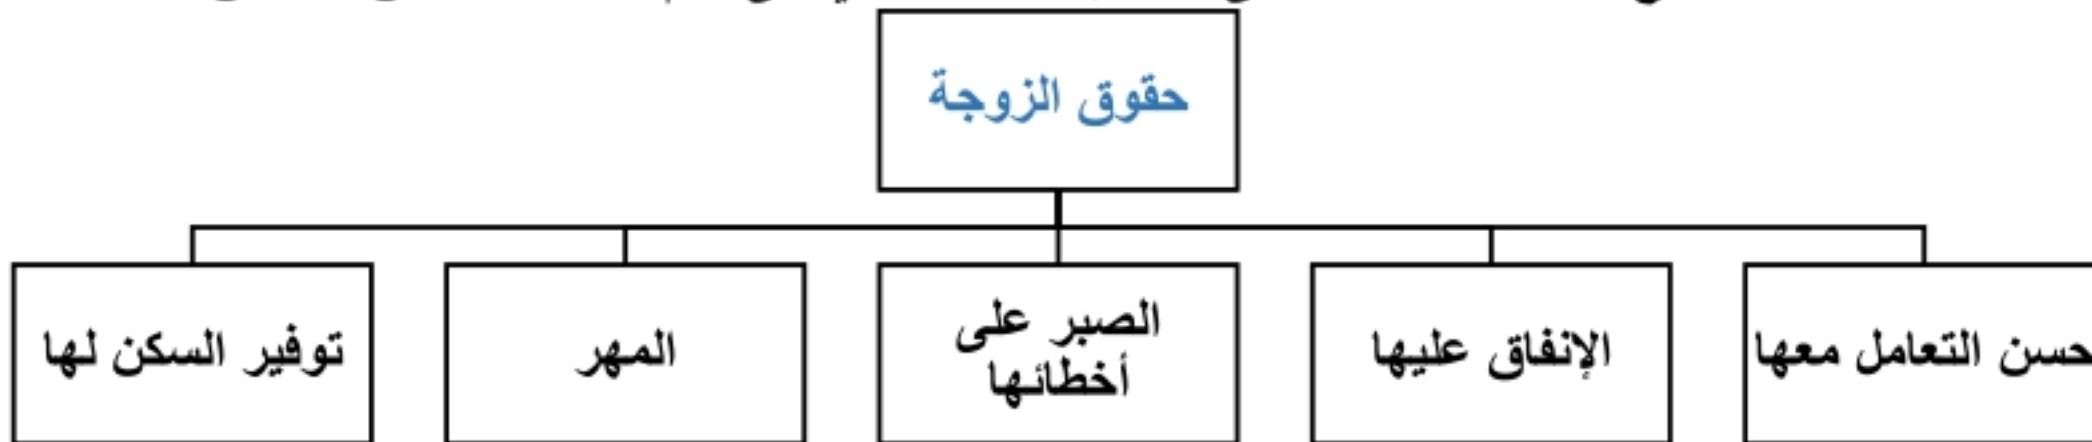 حقوق الزوجة
حسن التعامل معها
الإنفاق عليها
الصبر على
أخطائها
المهر
توفير السكن لها